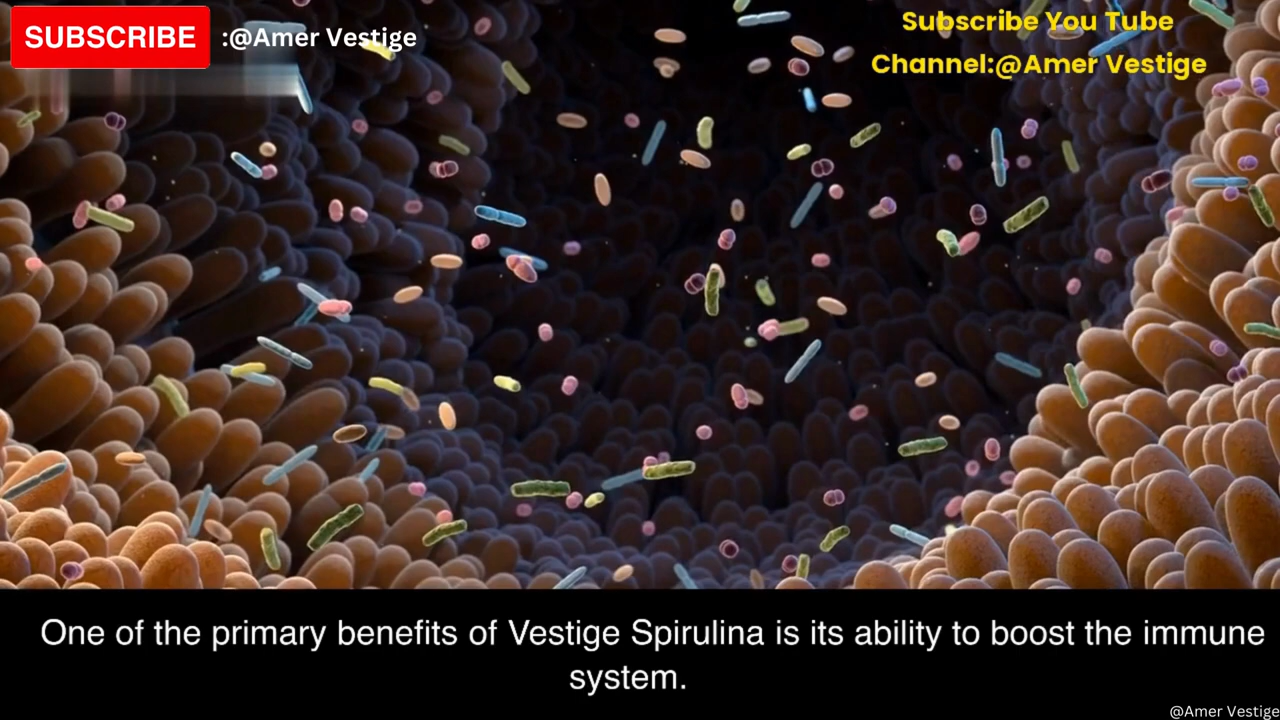 SUBSCRIBE :@Amer Vestige
Subscribe You Tube
Channel:@Amer Vestige
One of the primary benefits of Vestige Spirulina is its ability to boost the immune
system.
@Amer Vestige